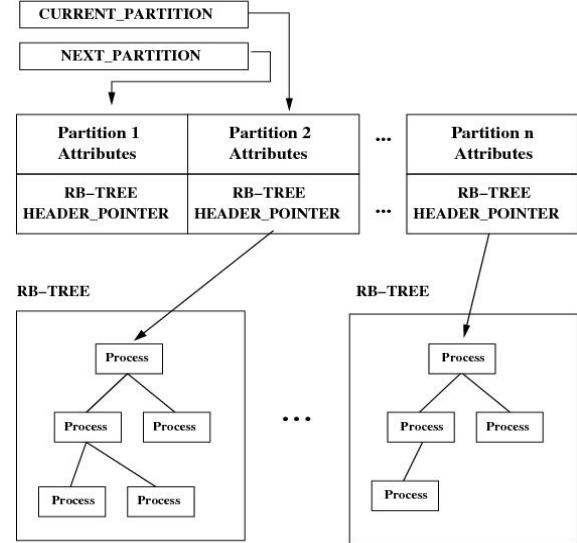 CURRENT_PARTITION
NEXT_PARTITION
Partition 1
Attributes
Partition 2
Attributes
...
Partition n
Attributes
RB-TREE
HEADER_POINTER
RB-TREE
HEADER_POINTER
...
RB-TREE
HEADER_POINTER
RB-TREE
RB-TREE
Process
Process
Process
Process
Process
...
Process
Process
Process
Process